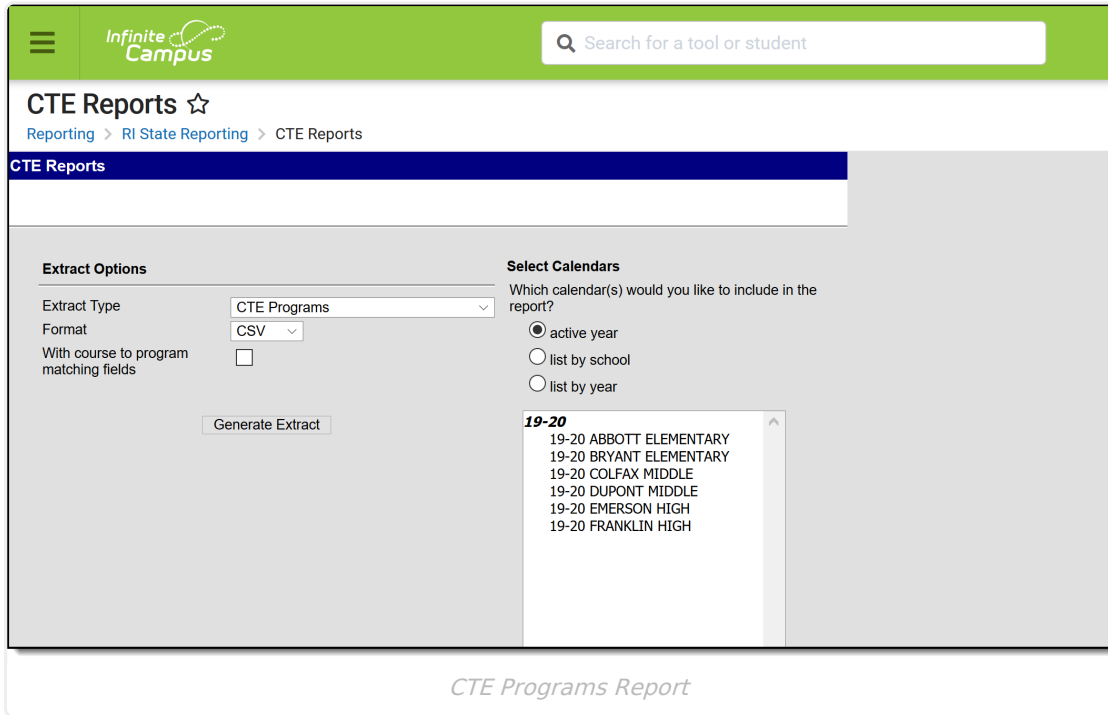 Infinite
Campus
Search for a tool or student
CTE Reports
Reporting > RI State Reporting > CTE Reports
CTE Reports
Extract Options
Extract Type
CTE Programs
Format
CSV
With course to program
matching fields
Generate Extract
Select Calendars
Which calendar(s) would you like to include in the
report?
active year
list by school
list by year
19-20
19-20 ABBOTT ELEMENTARY
19-20 BRYANT ELEMENTARY
19-20 COLFAX MIDDLE
19-20 DUPONT MIDDLE
19-20 EMERSON HIGH
19-20 FRANKLIN HIGH
CTE Programs Report